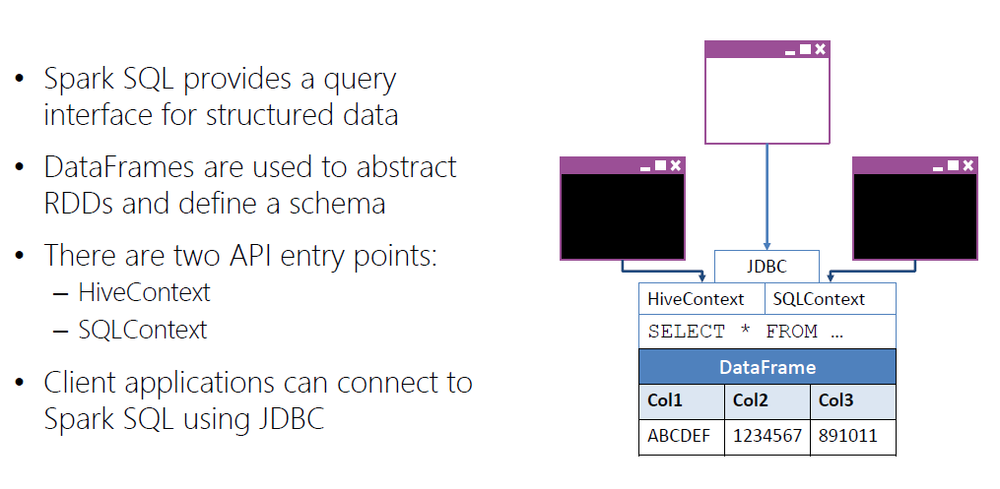 • Spark SQL provides a query
interface for structured data
• DataFrames are used to abstract
RDDs and define a schema
• There are two API entry points:
– HiveContext
– SQLContext
• Client applications can connect to
Spark SQL using JDBC
JDBC
HiveContext SQLContext
SELECT * FROM …
DataFrame
Col1 Col2 Col3
ABCDEF 1234567 891011